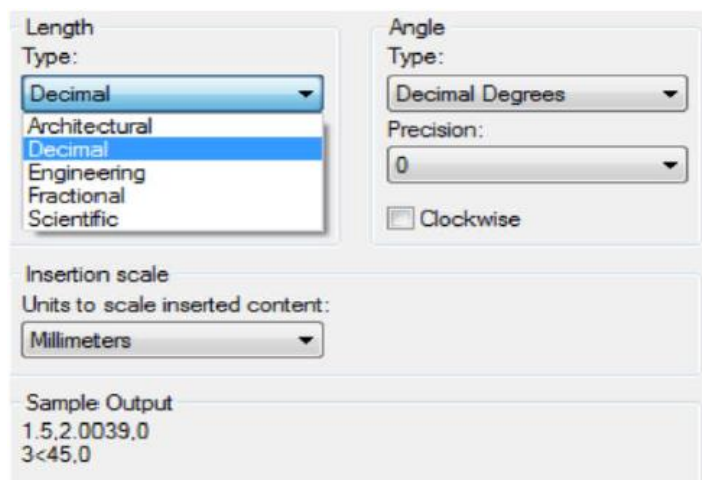 Length
Type:
Decimal
Architectural
Decimal
Engineering
Fractional
Scientific
Angle
Type:
Decimal Degrees
Precision:
0
Clockwise
Insertion scale
Units to scale inserted content:
Millimeters
Sample Output
1.5,2.0039,0
3<45,0